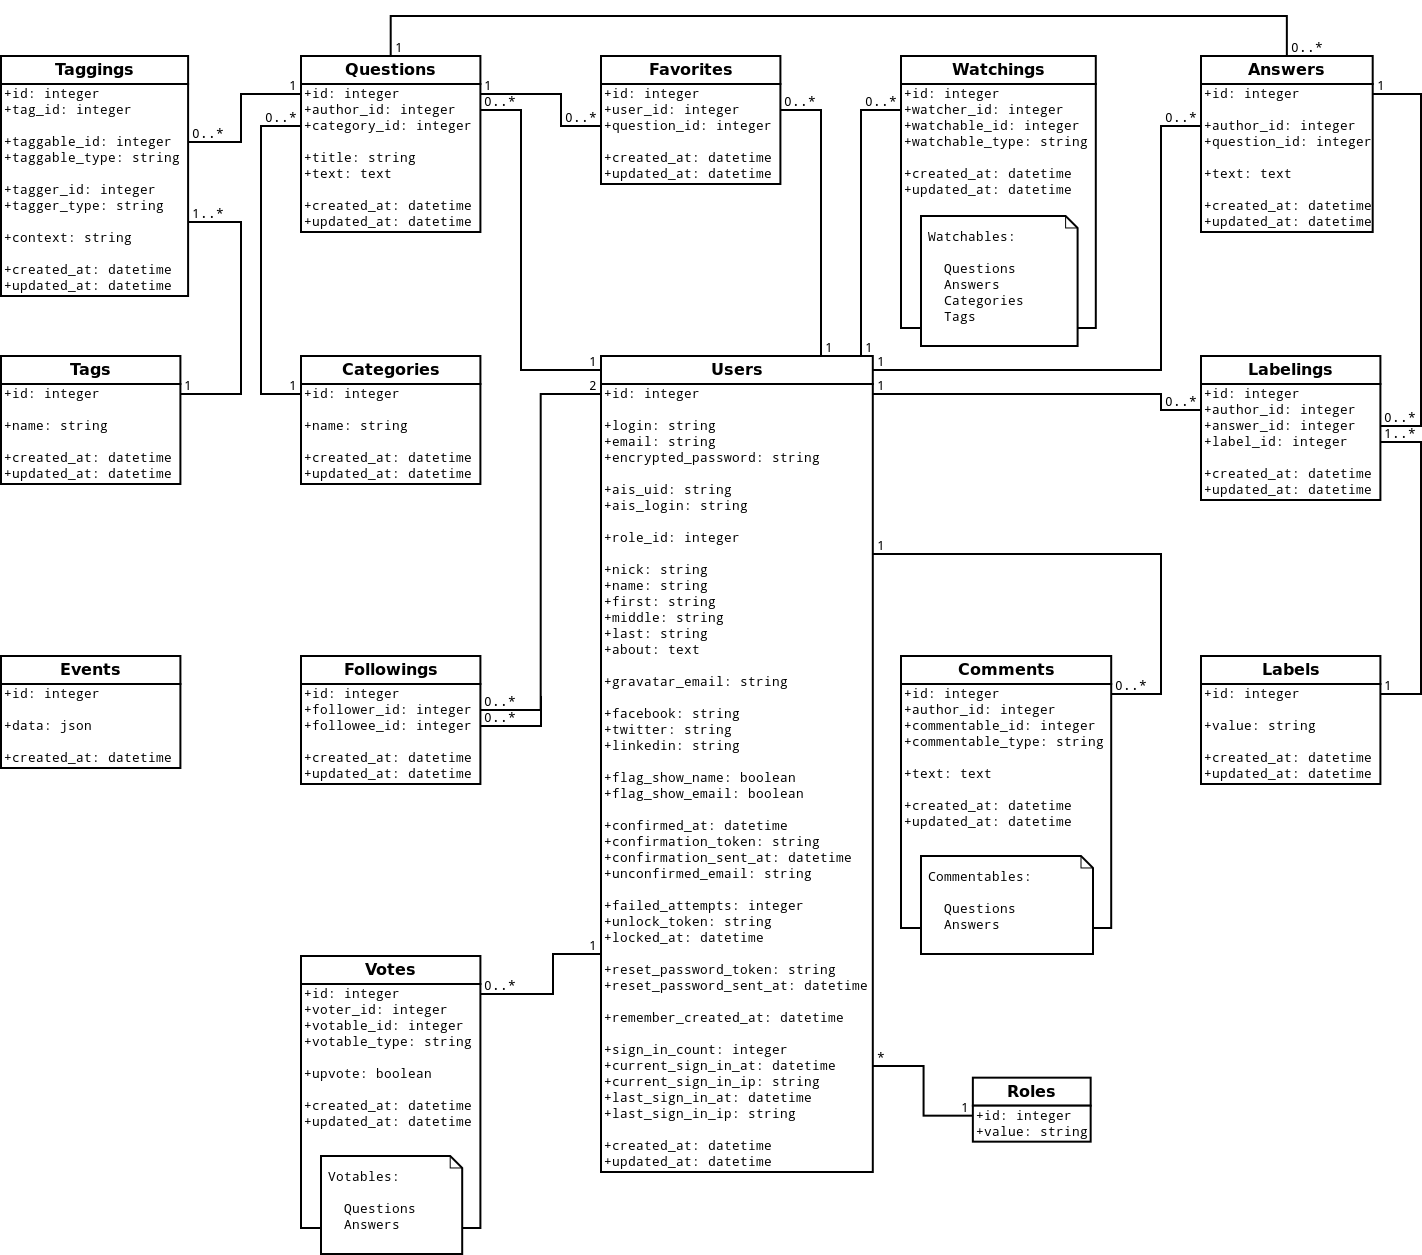 1
0..*
Taggings
+id: integer
+tag_id: integer
+taggable_id: integer
+taggable_type: string
+tagger_id: integer
+tagger_type: string
+context: string
+created_at: datetime
+updated_at: datetime
0..*
1..*
1
0..*
Questions
+id: integer
+author_id: integer
+category_id: integer
+title: string
+text: text
+created_at: datetime
+updated_at: datetime
1
0..*
0..*
Favorites
+id: integer
+user_id: integer
+question_id: integer
+created_at: datetime
+updated_at: datetime
0..*
0..*
Watchings
+id: integer
+watcher_id: integer
+watchable_id: integer
+watchable_type: string
+created_at: datetime
+updated_at: datetime
Watchables:
Questions
Answers
Categories
Tags
0..*
Answers
+id: integer
+author_id: integer
+question_id: integer
+text: text
+created_at: datetime
+updated_at: datetime
1
Tags
+id: integer
+name: string
+created_at: datetime
+updated_at: datetime
1
1
Categories
+id: integer
+name: string
+created_at: datetime
+updated_at: datetime
1
2
1
1
1
1
Users
+id: integer
+login: string
+email: string
+encrypted_password: string
+ais_uid: string
+ais_login: string
+role_id: integer
+nick: string
+name: string
+first: string
+middle: string
+last: string
+about: text
+gravatar_email: string
+facebook: string
+twitter: string
+linkedin: string
+flag_show_name: boolean
+flag_show_email: boolean
+confirmed_at: datetime
+confirmation_token: string
+confirmation_sent_at: datetime
+unconfirmed_email: string
+failed_attempts: integer
+unlock_token: string
+locked_at: datetime
+reset_password_token: string
+reset_password_sent_at: datetime
+remember_created_at: datetime
+sign_in_count: integer
+current_sign_in_at: datetime
+current_sign_in_ip: string
+last_sign_in_at: datetime
+last_sign_in_ip: string
+created_at: datetime
+updated_at: datetime
1
1
*
0..*
Labelings
+id: integer
+author_id: integer
+answer_id: integer
+label_id: integer
+created_at: datetime
+updated_at: datetime
0..*
1..*
Events
+id: integer
+data: json
+created_at: datetime
Followings
+id: integer
+follower_id: integer
+followee_id: integer
+created_at: datetime
+updated_at: datetime
0..*
0..*
Comments
+id: integer
+author_id: integer
+commentable_id: integer
+commentable_type: string
+text: text
+created_at: datetime
+updated_at: datetime
Commentables:
Questions
Answers
0..*
Labels
+id: integer
+value: string
+created_at: datetime
+updated_at: datetime
1
Votes
+id: integer
+voter_id: integer
+votable_id: integer
+votable_type: string
+upvote: boolean
+created_at: datetime
+updated_at: datetime
Votables:
Questions
Answers
0..*
1
Roles
+id: integer
+value: string